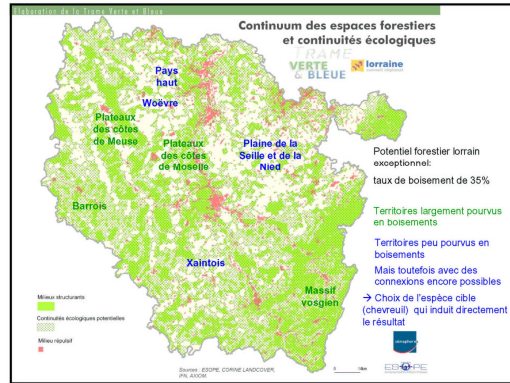 Elaboration de la Trame Verte et Bleue
Continuum des espaces forestiers
et continuités écologiques
TRAME
VERTE
& BLEUE
lorraine
Pays
haut
Woëvre
Plateaux
des côtes
de Meuse
Plateaux
des côtes
de Moselle
Plaine de la
Seille et de la
Nied
Barrois
Xaintois
Massif
vosgien
Potentiel forestier lorrain
exceptionnel:
taux de boisement de 35%
Territoires largement pourvus
en boisements
Territoires peu pourvus en
boisements
Mais toutefois avec des
connexions encore possibles
→ Choix de l'espèce cible
(chevreuil) qui induit directement
le résultat
Milieux structurants
Continuités écologiques potentielles
Milieu répulsif
Sources : ESOPE, CORINE LANDCOVER,
IFN, AXIOM
ESOPE